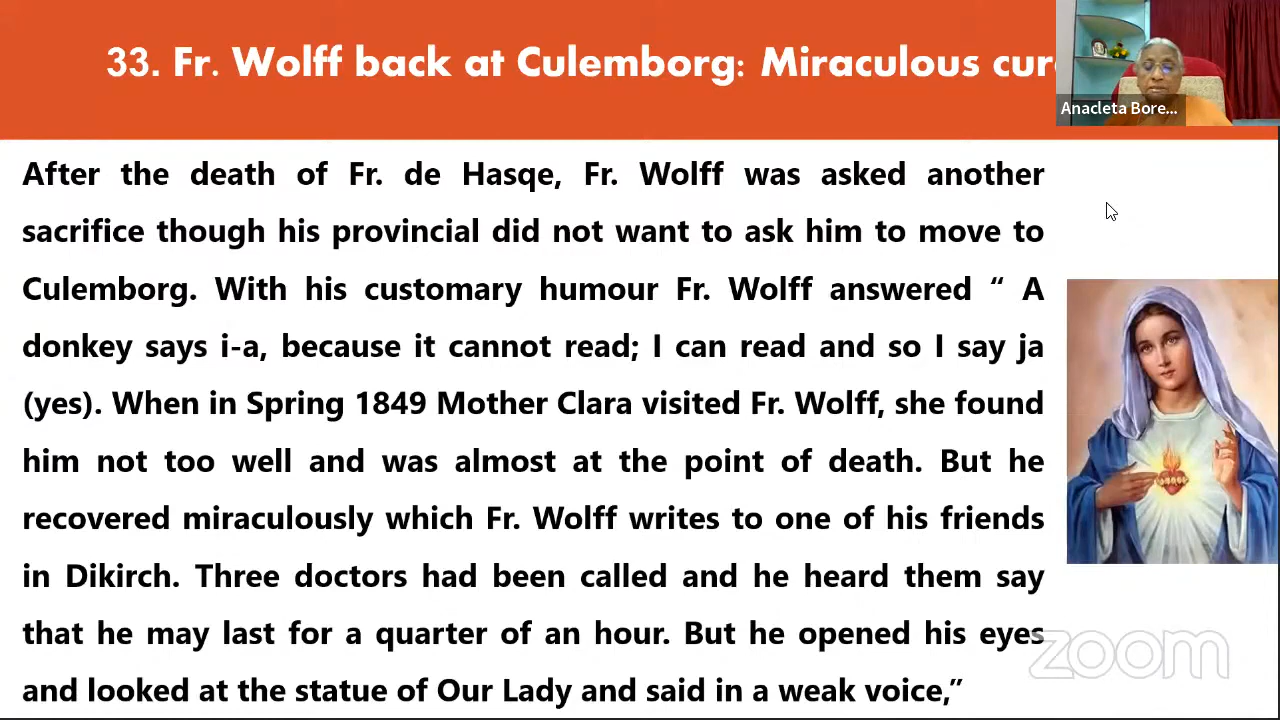 33. Fr. Wolff back at Culemborg: Miraculous cur
Anacleta Bore...
After the death of Fr. de Hasqe, Fr. Wolff was asked another
sacrifice though his provincial did not want to ask him to move to
Culemborg. With his customary humour Fr. Wolff answered “ A
donkey says i-a, because it cannot read; I can read and so I say ja
(yes). When in Spring 1849 Mother Clara visited Fr. Wolff, she found
him not too well and was almost at the point of death. But he
recovered miraculously which Fr. Wolff writes to one of his friends
in Dikirch. Three doctors had been called and he heard them say
that he may last for a quarter of an hour. But he opened his eyes
and looked at the statue of Our Lady and said in a weak voice,”
zoom